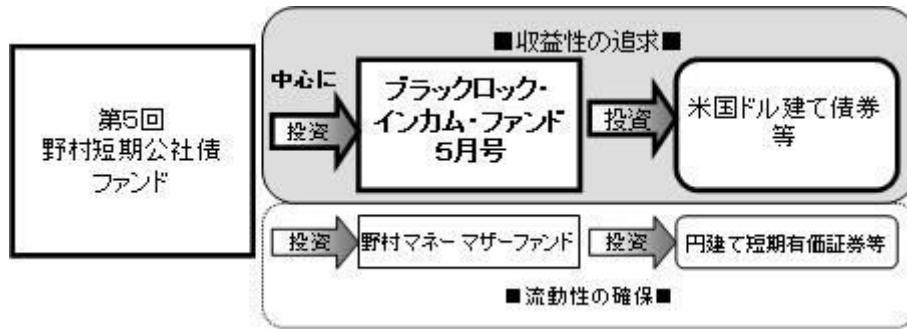 ■収益性の追求■
第5回
野村短期公社債
ファンド
中心に
投資
ブラックロック・
インカム・ファンド
5月号
投資
米国ドル建て債券
等
投資
野村マネー マザーファンド
投資
円建て短期有価証券等
■流動性の確保■